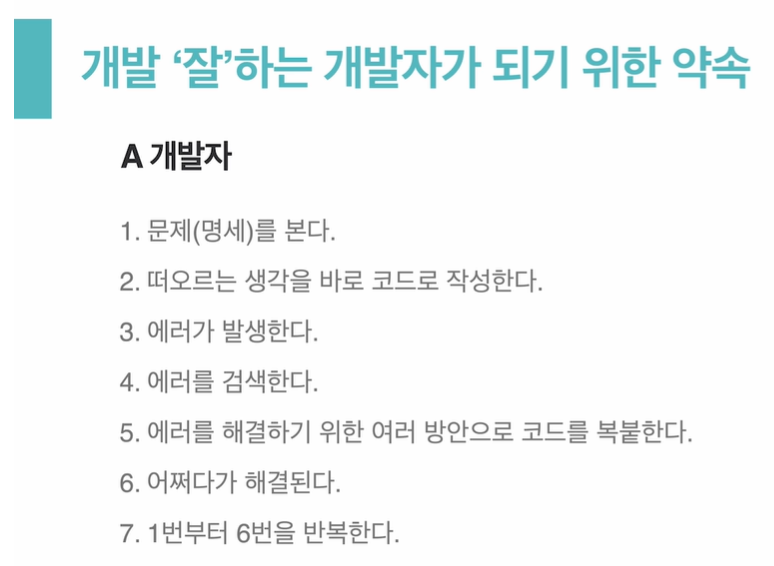 개발 ‘잘’하는 개발자가 되기 위한 약속
A 개발자
1. 문제(명세)를 본다.
2. 떠오르는 생각을 바로 코드로 작성한다.
3. 에러가 발생한다.
4. 에러를 검색한다.
5. 에러를 해결하기 위한 여러 방안으로 코드를 복붙한다.
6. 어쩌다가 해결된다.
7. 1번부터 6번을 반복한다.